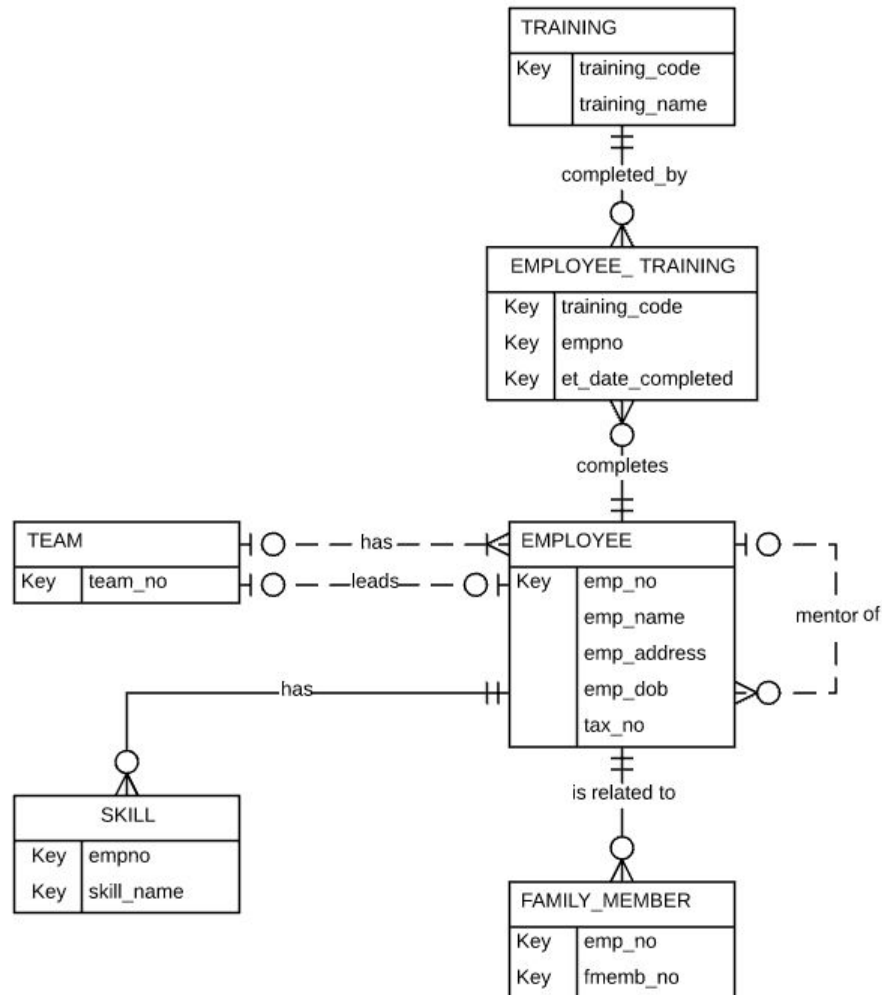 TRAINING
Key training_code
training_name
completed_by
EMPLOYEE_ TRAINING
Key training_code
Key empno
Key et_date_completed
completes
TEAM
Key team_no
has
leads
EMPLOYEE
Key emp_no
emp_name
emp_address
emp_dob
tax_no
mentor of
has
is related to
SKILL
Key empno
Key skill_name
FAMILY_MEMBER
Key emp_no
Key fmemb_no